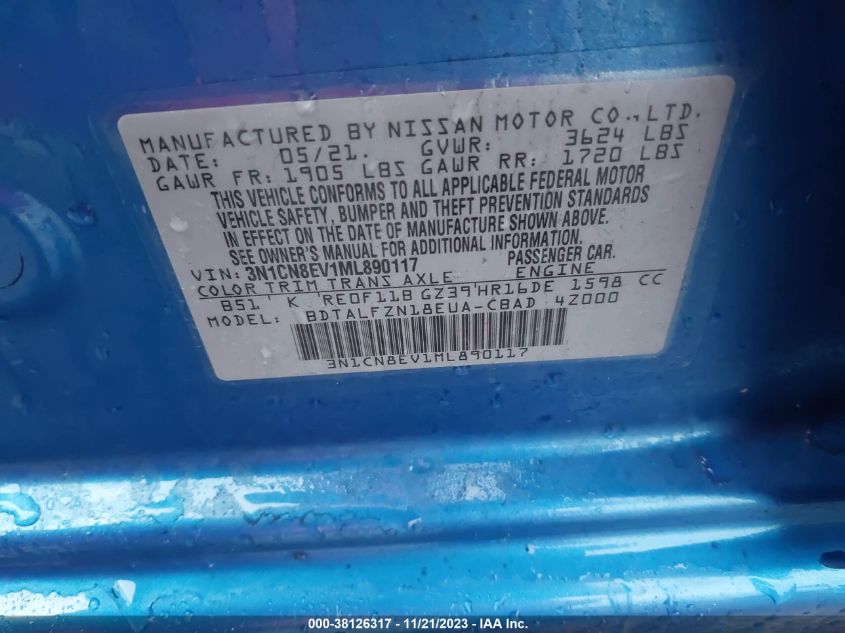 MANUFACTURED BY NISSAN MOTOR CO.,LTD.
DATE: 05/21. GVWR: 3624 LBS
GAWR FR: 1905 LBS GAWR RR: 1720 LBS
THIS VEHICLE CONFORMS TO ALL APPLICABLE FEDERAL MOTOR
VEHICLE SAFETY, BUMPER AND THEFT PREVENTION STANDARDS
IN EFFECT ON THE DATE OF MANUFACTURE SHOWN ABOVE.
SEE OWNER'S MANUAL FOR ADDITIONAL INFORMATION.
VIN: 3N1CN8EV1ML890117 PASSENGER CAR.
COLOR TRIM TRANS AXLE ENGINE
B51 K RE0F11B GZ39 HR16DE 1598 CC
MODEL: BDTALFZN18EUA-CBAD 4Z000
3N1CN8EV1ML890117
000-38126317 - 11/21/2023 - IAAI Inc.